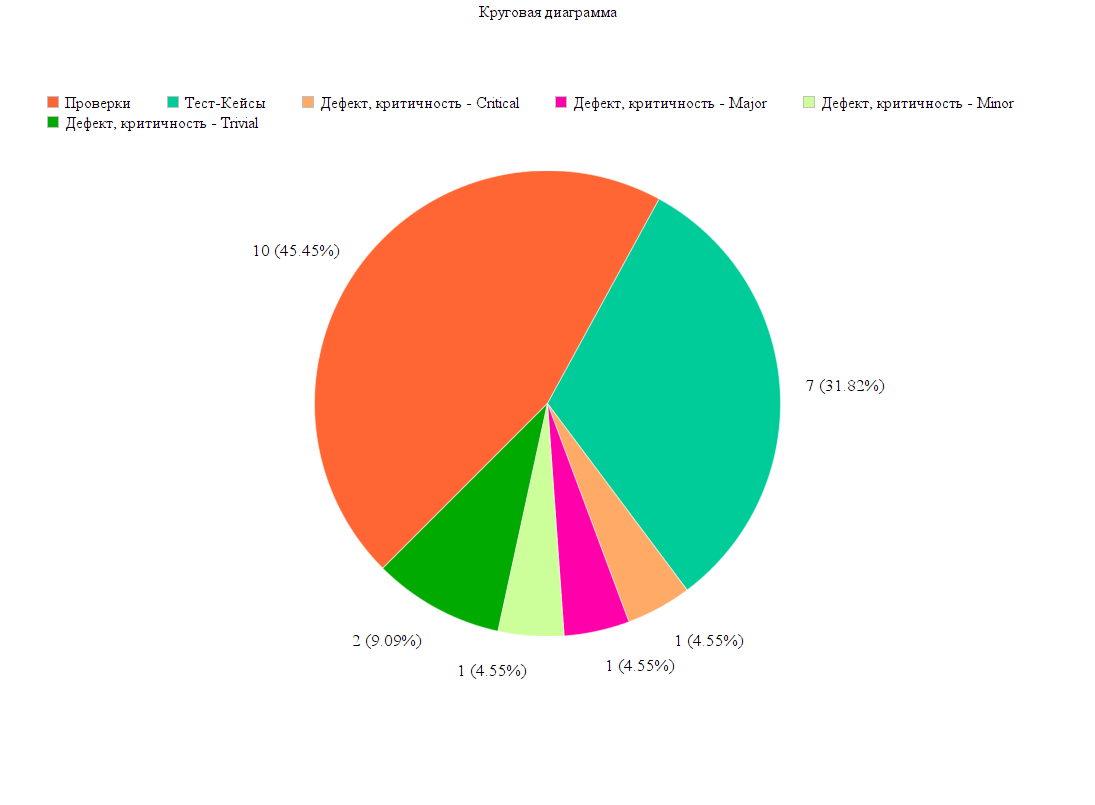 Круговая диаграмма
Проверки Тест-Кейсы Дефект, критичность - Critical Дефект, критичность - Major Дефект, критичность - Minor
Дефект, критичность - Trivial
10 (45.45%)
7 (31.82%)
2 (9.09%)
1 (4.55%)
1 (4.55%)
1 (4.55%)